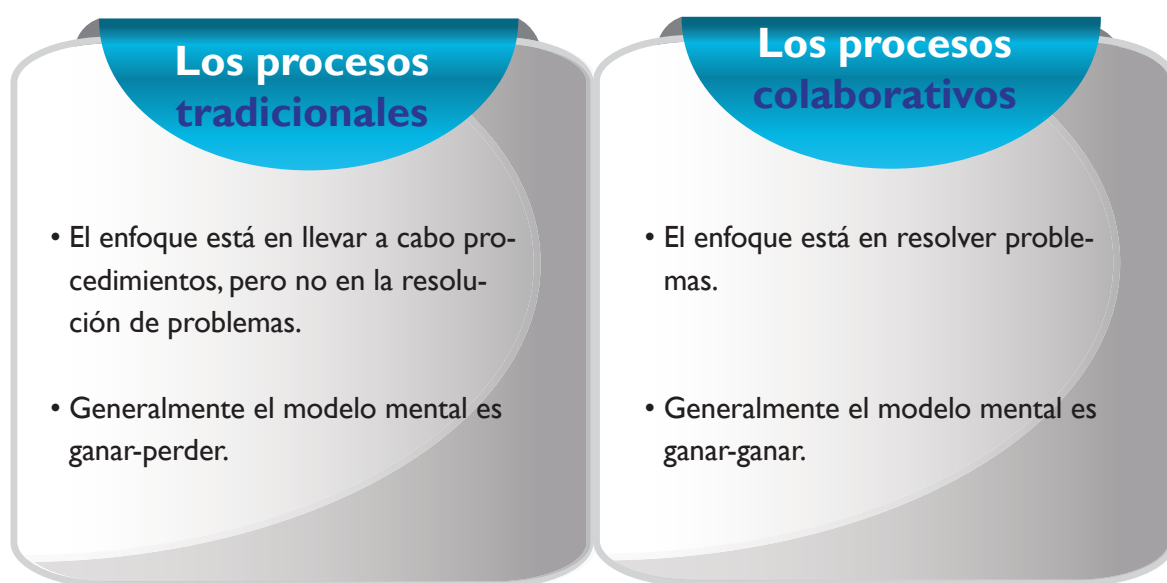 Los procesos
tradicionales
• El enfoque está en llevar a cabo pro-
cedimientos, pero no en la resolu-
ción de problemas.
• Generalmente el modelo mental es
ganar-perder.
Los procesos
colaborativos
• El enfoque está en resolver proble-
mas.
• Generalmente el modelo mental es
ganar-ganar.